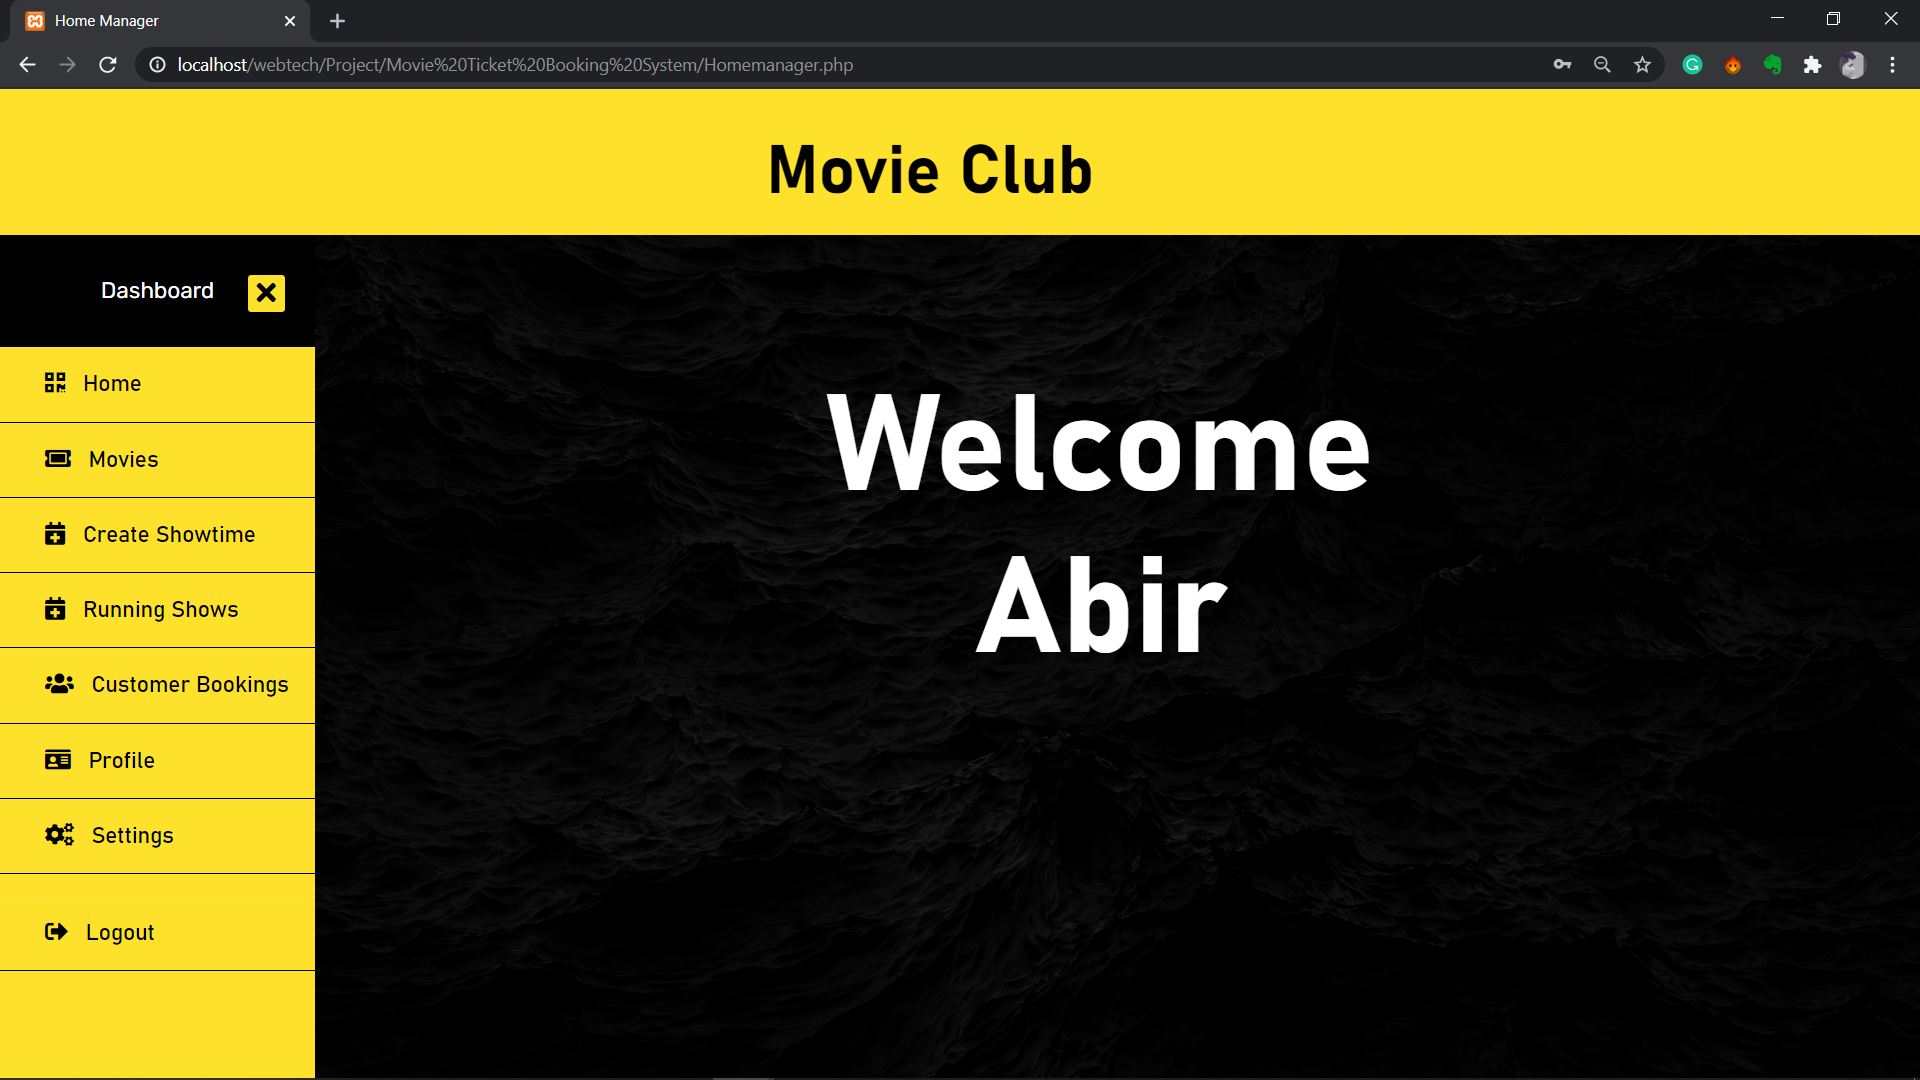 Home Manager
localhost/webtech/Project/Movie%20Ticket%20Booking%20System/Homemanager.php
Movie Club
Dashboard
Home
Movies
Create Showtime
Running Shows
Customer Bookings
Profile
Settings
Logout
Welcome
Abir